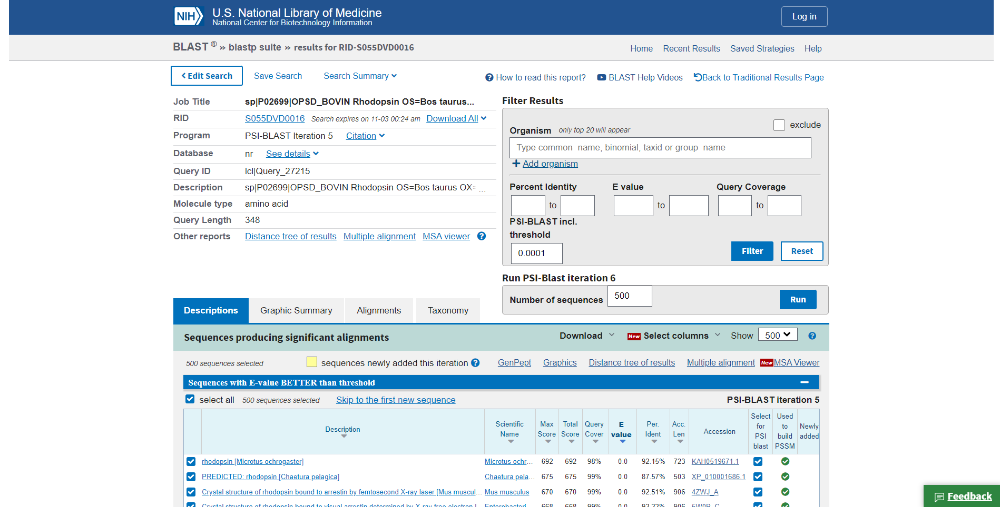 NIH U.S. National Library of Medicine
National Center for Biotechnology Information
Log in
BLAST ® » blastp suite » results for RID-S055DVD0016
Home Recent Results Saved Strategies Help
Edit Search Save Search Search Summary
How to read this report? BLAST Help Videos Back to Traditional Results Page
Job Title sp|P02699|OPSD_BOVIN Rhodopsin OS=Bos taurus...
RID S055DVD0016 Search expires on 11-03 00:24 am Download All
Program PSI-BLAST Iteration 5 Citation
Database nr See details
Query ID lcl|Query_27215
Description sp|P02699|OPSD_BOVIN Rhodopsin OS=Bos taurus OX= ...
Molecule type amino acid
Query Length 348
Other reports Distance tree of results Multiple alignment MSA viewer
Filter Results
Organism only top 20 will appear exclude
Type common name, binomial, taxid or group name
Add organism
Percent Identity E value Query Coverage
to to to
PSI-BLAST incl.
threshold
0.0001
Filter Reset
Run PSI-Blast iteration 6
Number of sequences 500 Run
Descriptions Graphic Summary Alignments Taxonomy
Sequences producing significant alignments Download New Select columns Show 500
500 sequences selected sequences newly added this iteration GenPept Graphics Distance tree of results Multiple alignment New MSA Viewer
Sequences with E-value BETTER than threshold
select all 500 sequences selected Skip to the first new sequence PSI-BLAST iteration 5
Description Scientific Name Max Score Total Score Query Cover E value Per. Ident Acc. Len Accession Select for PSI blast Used to build PSSM Newly added
rhodopsin [Microtus ochrogaster] Microtus ochr... 692 692 98% 0.0 92.15% 723 KAH0519671.1
PREDICTED: rhodopsin [Chaetura pelagica] Chaetura pela... 675 675 99% 0.0 87.57% 503 XP_010001686.1
Crystal structure of rhodopsin bound to arrestin by femtosecond X-ray laser [Mus muscul... Mus musculus 670 670 99% 0.0 92.51% 906 4ZWJ_A
Crystal structure of rhodopsin bound to visual arrestin determined by X-ray free electron l... Enterobacteri... 668 668 99% 0.0 92.22% 906 5W0P_C
Feedback